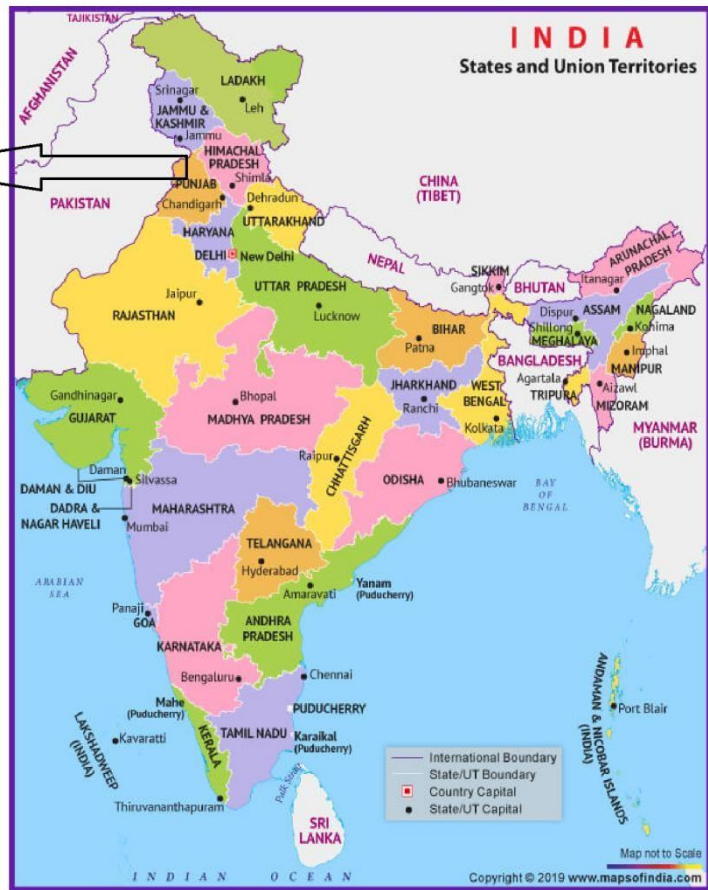 INDIA
States and Union Territories
TAJIKISTAN
AFGHANISTAN
PAKISTAN
CHINA
(TIBET)
NEPAL
BHUTAN
BANGLADESH
MYANMAR
(BURMA)
SRI
LANKA
LADAKH
Leh
Srinagar
JAMMU &
KASHMIR
Jammu
HIMACHAL
PRADESH
Shimla
PUNJAB
Chandigarh
Dehradun
UTTARAKHAND
HARYANA
DELHI
New Delhi
UTTAR PRADESH
Lucknow
Jaipur
RAJASTHAN
SIKKIM
Gangtok
ARUNACHAL
PRADESH
Itanagar
ASSAM
Dispur
NAGALAND
Kohima
Shillong
MEGHALAYA
Imphal
MANIPUR
Agartala
TRIPURA
Aizawl
MIZORAM
BIHAR
Patna
JHARKHAND
Ranchi
WEST
BENGAL
Kolkata
Gandhinagar
GUJARAT
Bhopal
MADHYA PRADESH
CHHATTISGARH
Raipur
ODISHA
Bhubaneswar
Daman
Silvassa
DAMAN & DIU
DADRA &
NAGAR HAVELI
MAHARASHTRA
Mumbai
TELANGANA
Hyderabad
Amaravati
Yanam
(Puducherry)
ANDHRA
PRADESH
Panaji
GOA
KARNATAKA
Bengaluru
Chennai
Mahe
(Puducherry)
PUDUCHERRY
TAMIL NADU
Karaikal
(Puducherry)
KERALA
Thiruvananthapuram
Kavaratti
LAKSHADWEEP
(INDIA)
Port Blair
ANDAMAN & NICOBAR ISLANDS
(INDIA)
ARABIAN
SEA
BAY
OF
BENGAL
Palk Strait
INDIAN OCEAN
International Boundary
State/UT Boundary
Country Capital
State/UT Capital
Map not to Scale
Copyright © 2019 www.mapsofindia.com